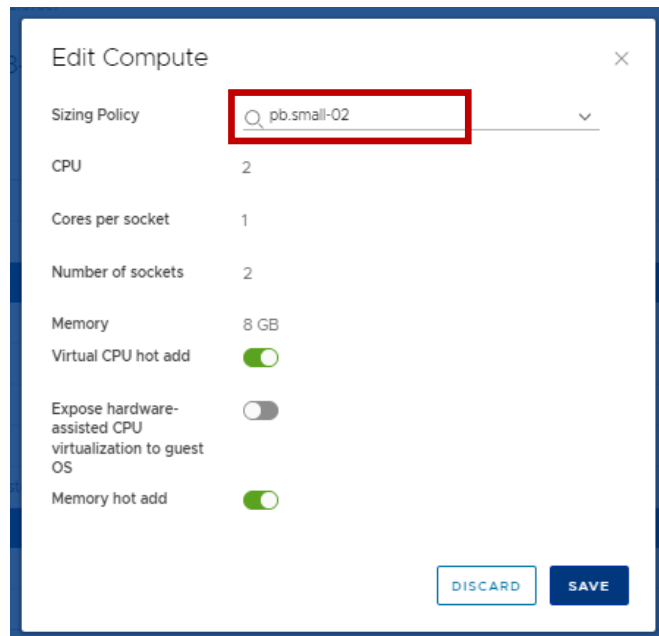 Edit Compute
Sizing Policy pb.small-02
CPU 2
Cores per socket 1
Number of sockets 2
Memory 8 GB
Virtual CPU hot add
Expose hardware-
assisted CPU
virtualization to guest
OS
Memory hot add
DISCARD SAVE